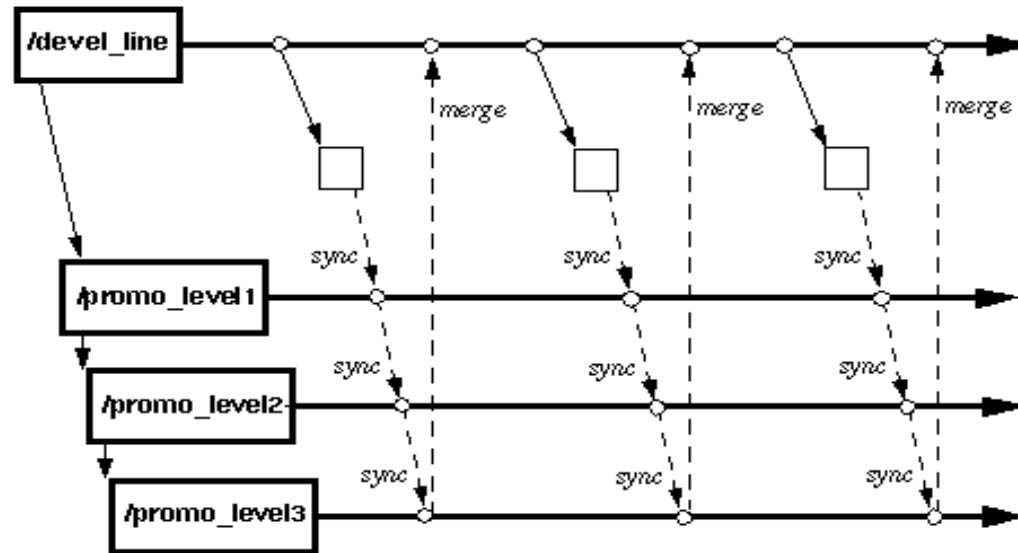 /devel_line
merge merge merge
sync sync sync
/promo_level1
sync sync sync
/promo_level2
sync sync sync
/promo_level3